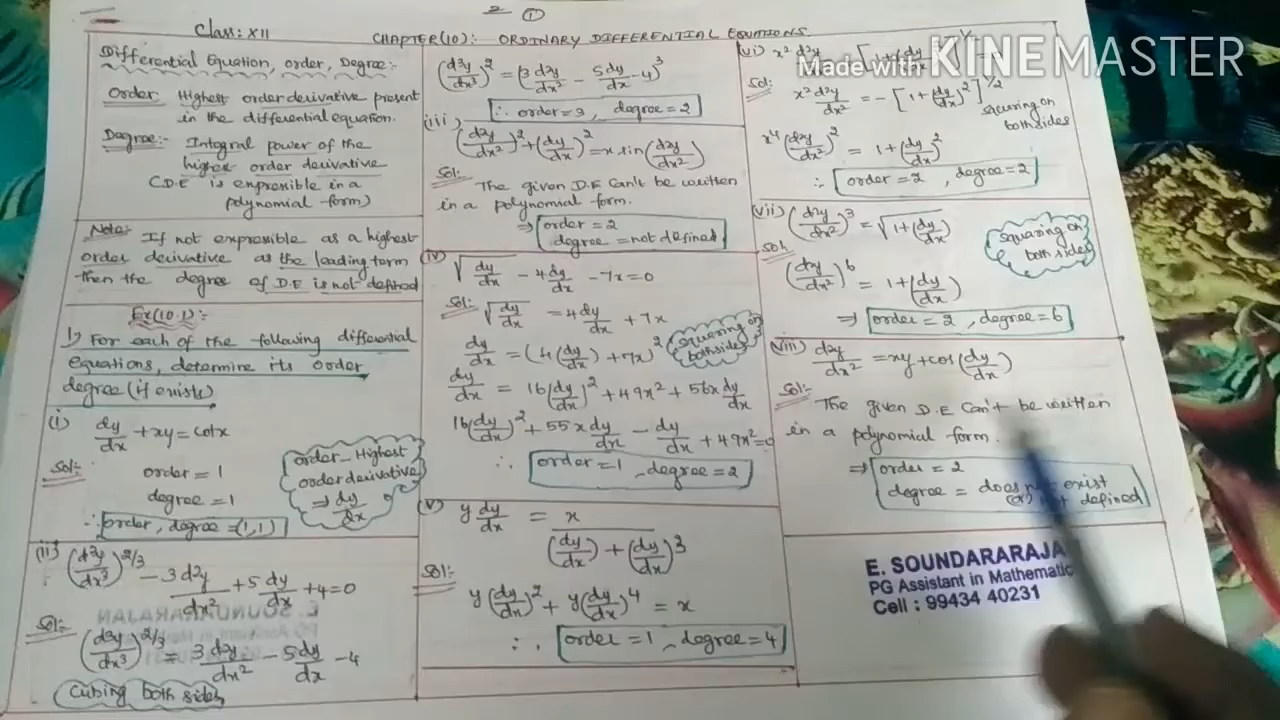 2 ①
Class: XII
CHAPTER(10):- ORDINARY DIFFERENTIAL EQUATIONS
Differential Equation, order, Degree:-
Order: Highest order derivative present
in the differential equation.
Degree:- Integral power of the
highest order derivative
(D.E is expressible in a
polynomial form)
Note:- If not expressible as a highest
order derivative as the leading term
then the degree of D.E is not defined
Ex(10.1):-
1) For each of the following differential
equations, determine its order
degree (if exists)
(i) dy/dx + xy = cotx
Sol:-
order = 1
degree = 1
∴ order, degree = (1,1)
order - Highest
order derivative
⇒ dy/dx
(ii) (d³y/dx³)^2/3 - 3 d²y/dx² + 5 dy/dx + 4 = 0
Sol:-
(d³y/dx³)^2/3 = 3 d²y/dx² - 5 dy/dx - 4
Cubing both sides
(d³y/dx³)² = (3 d²y/dx² - 5 dy/dx - 4)³
∴ order = 3, degree = 2
(iii) (d²y/dx²)² + (dy/dx)² = x sin(d²y/dx²)
Sol:-
The given D.E Can't be written
in a polynomial form.
⇒ order = 2
degree = not defined
(iv) √dy/dx - 4 dy/dx - 7x = 0
Sol:- √dy/dx = 4 dy/dx + 7x
squaring on
both sides
dy/dx = (4(dy/dx) + 7x)²
dy/dx = 16(dy/dx)² + 49x² + 56x dy/dx
16(dy/dx)² + 55x dy/dx - dy/dx + 49x² = 0
∴ order = 1, degree = 2
(v) y dy/dx = x / (dy/dx) + (dy/dx)³
Sol:-
y(dy/dx)² + y(dy/dx)⁴ = x
∴ order = 1, degree = 4
(vi) x² d²y
Made with KINEMASTER
Sol:
x² d²y/dx² = - [1 + (dy/dx)²]^1/2
squaring on
both sides
x⁴(d²y/dx²)² = 1 + (dy/dx)²
∴ order = 2, degree = 2
(vii) (d²y/dx²)³ = √1 + (dy/dx)
squaring on
both sides
Sol.
(d²y/dx²)⁶ = 1 + (dy/dx)
⇒ order = 2, degree = 6
(viii) d²y/dx² = xy + cos(dy/dx)
Sol:-
The given D.E Can't be written
in a polynomial form.
⇒ order = 2
degree = does exist
(or) not defined
E. SOUNDARARAJA
PG Assistant in Mathematic
Cell : 99434 40231